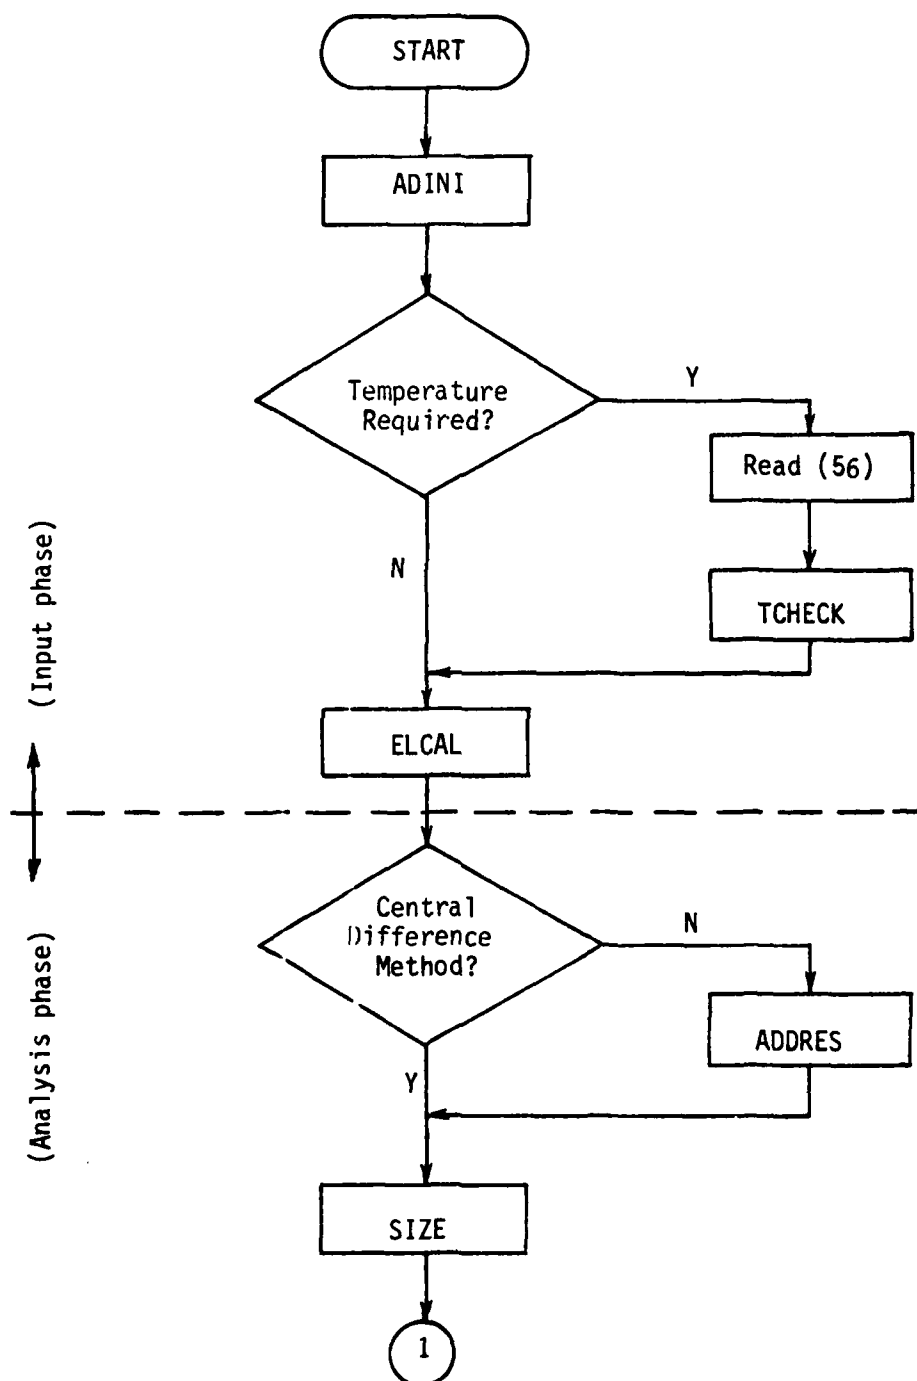 START
ADINI
Temperature
Required?
Y
Read (56)
N
TCHECK
(Input phase)
ELCAL
Central
Difference
Method?
N
ADDRES
(Analysis phase)
Y
SIZE
1